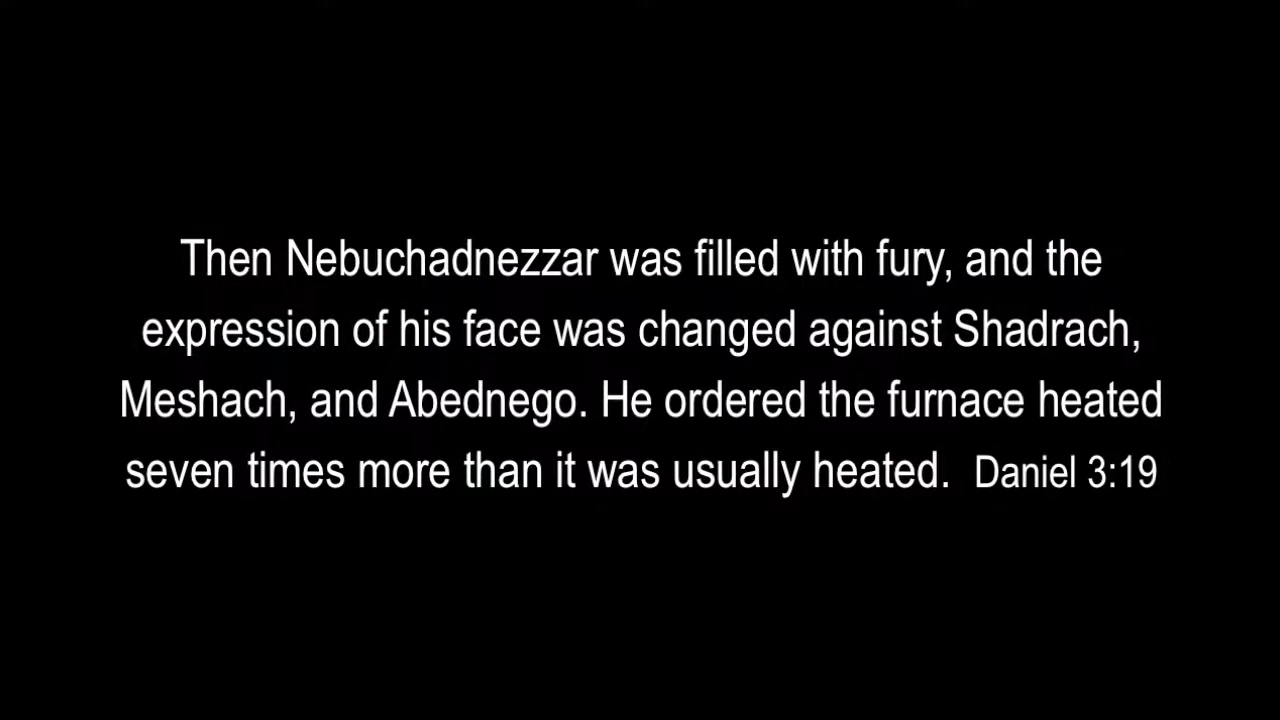 Then Nebuchadnezzar was filled with fury, and the
expression of his face was changed against Shadrach,
Meshach, and Abednego. He ordered the furnace heated
seven times more than it was usually heated.  Daniel 3:19